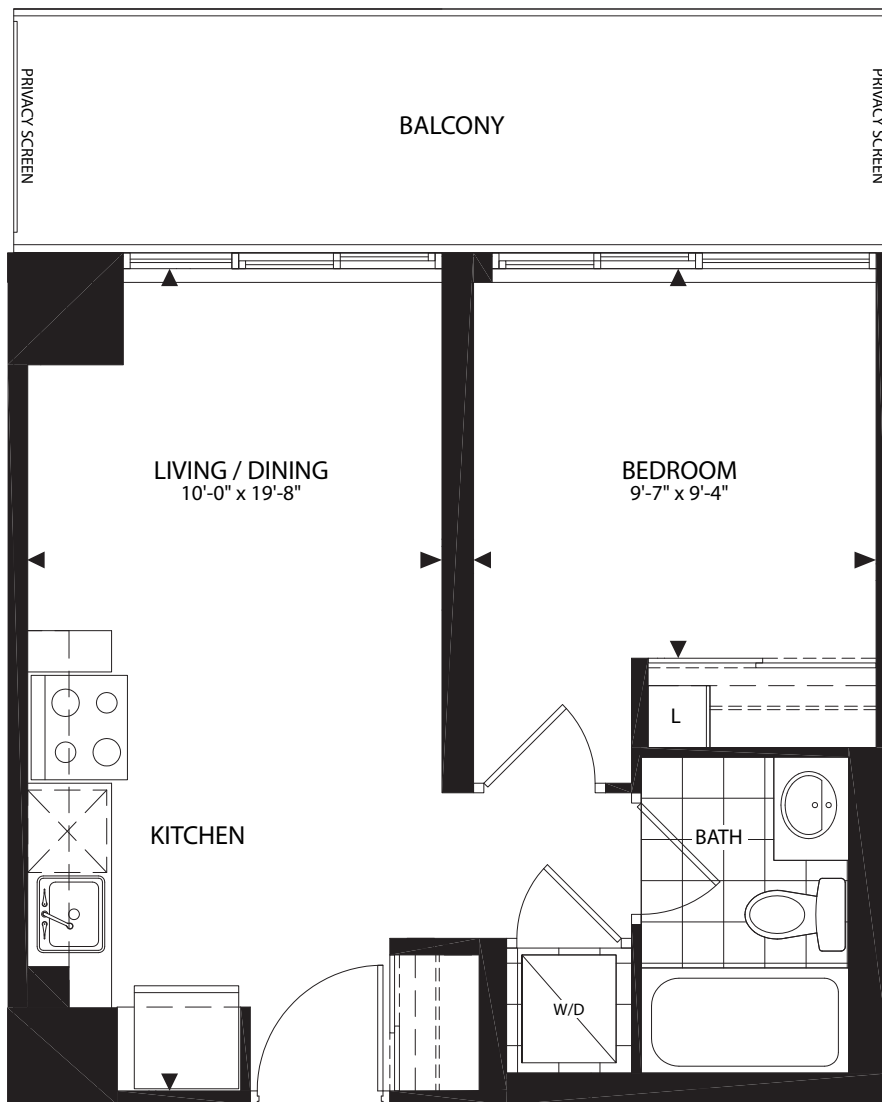 PRIVACY SCREEN
PRIVACY SCREEN
BALCONY
LIVING / DINING
10'-0" x 19'-8"
BEDROOM
9'-7" x 9'-4"
L
KITCHEN
BATH
W/D